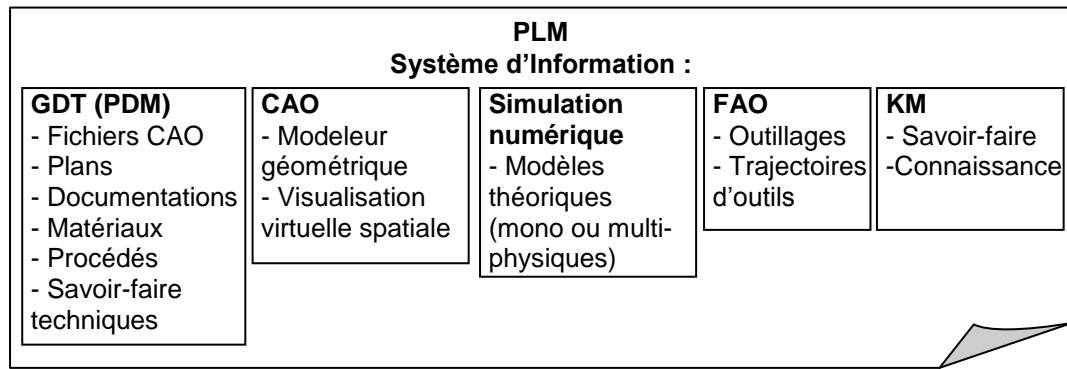 PLM
Système d'Information :
GDT (PDM)
- Fichiers CAO
- Plans
- Documentations
- Matériaux
- Procédés
- Savoir-faire
techniques
CAO
- Modeleur
géométrique
- Visualisation
virtuelle spatiale
Simulation
numérique
- Modèles
théoriques
(mono ou multi-
physiques)
FAO
- Outillages
- Trajectoires
d'outils
KM
- Savoir-faire
-Connaissance